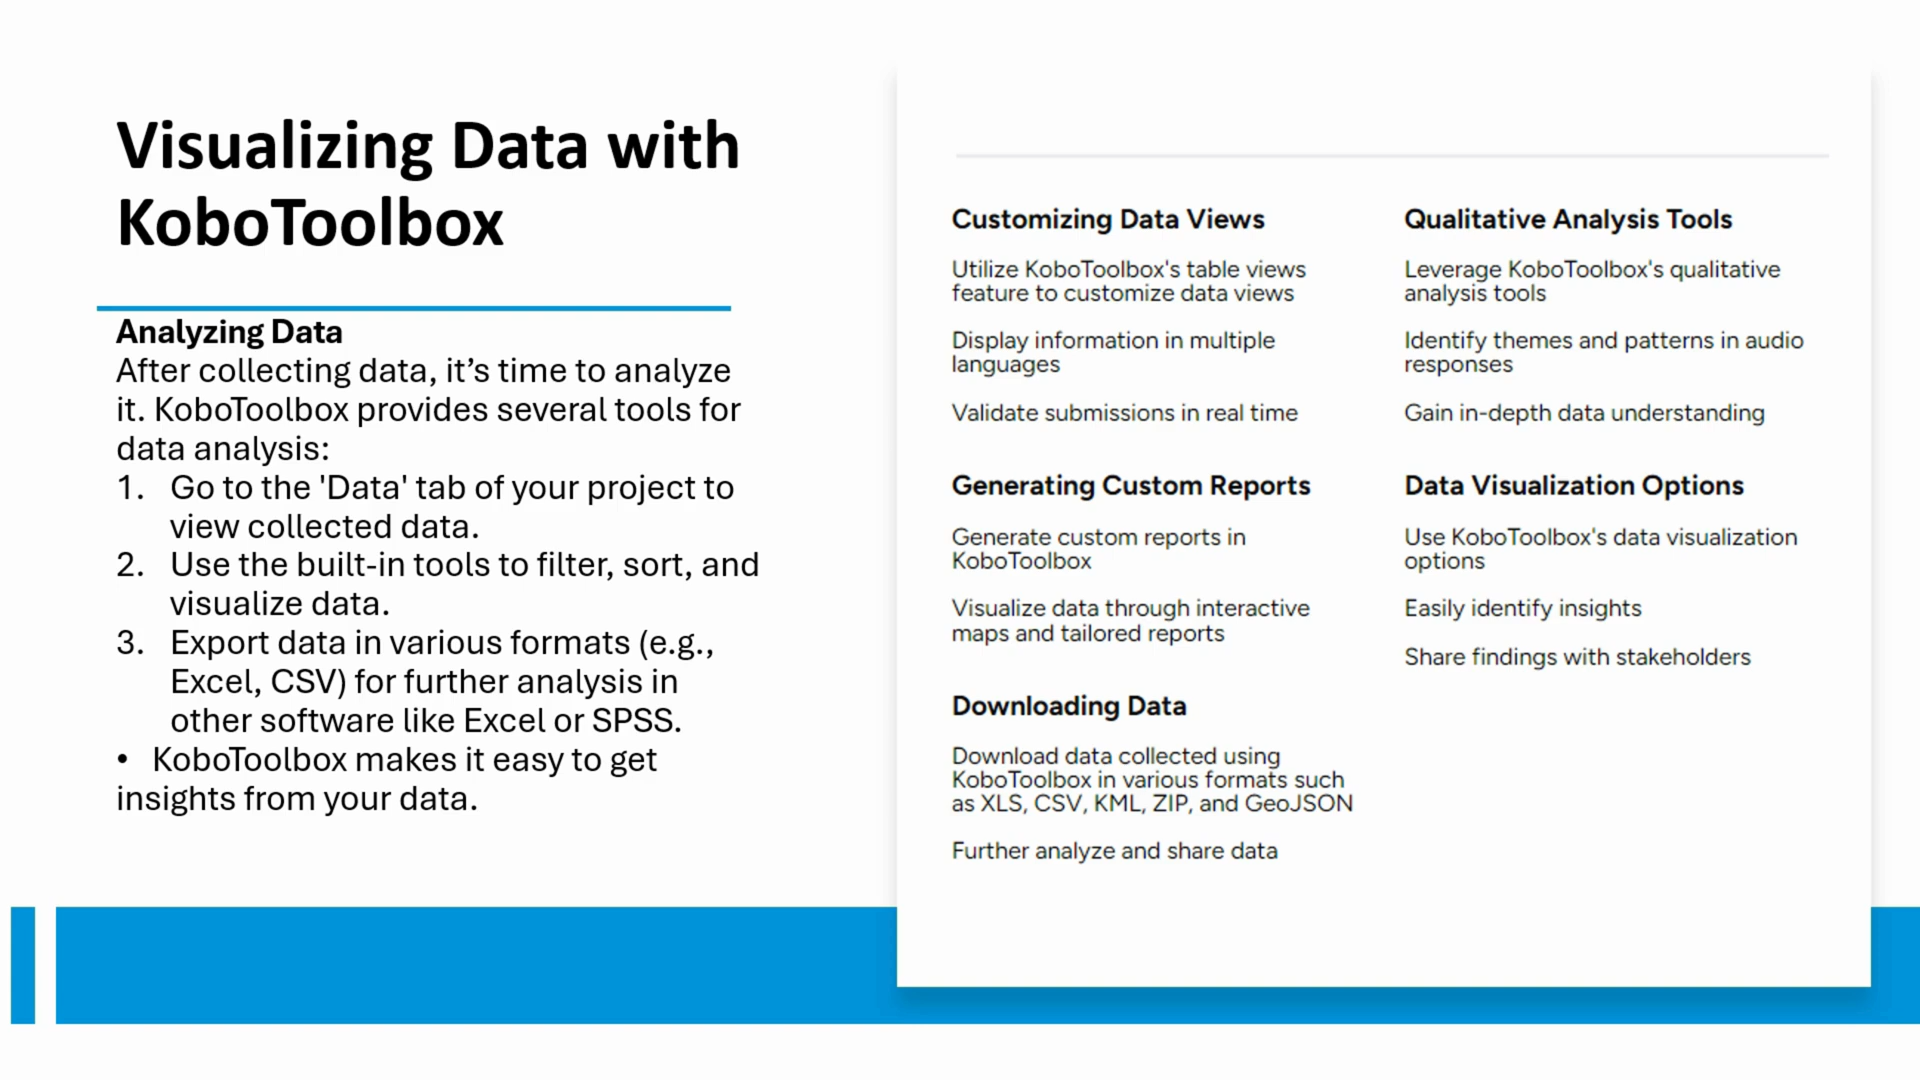 Visualizing Data with
KoboToolbox
Analyzing Data
After collecting data, it’s time to analyze
it. KoboToolbox provides several tools for
data analysis:
1. Go to the 'Data' tab of your project to
view collected data.
2. Use the built-in tools to filter, sort, and
visualize data.
3. Export data in various formats (e.g.,
Excel, CSV) for further analysis in
other software like Excel or SPSS.
• KoboToolbox makes it easy to get
insights from your data.
Customizing Data Views
Utilize KoboToolbox's table views
feature to customize data views
Display information in multiple
languages
Validate submissions in real time
Generating Custom Reports
Generate custom reports in
KoboToolbox
Visualize data through interactive
maps and tailored reports
Downloading Data
Download data collected using
KoboToolbox in various formats such
as XLS, CSV, KML, ZIP, and GeoJSON
Further analyze and share data
Qualitative Analysis Tools
Leverage KoboToolbox's qualitative
analysis tools
Identify themes and patterns in audio
responses
Gain in-depth data understanding
Data Visualization Options
Use KoboToolbox's data visualization
options
Easily identify insights
Share findings with stakeholders